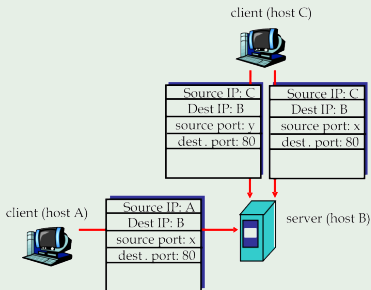 client (host C)
Source IP: C
Dest IP: B
source port: y
dest . port: 80
Source IP: C
Dest IP: B
source port: x
dest . port: 80
client (host A)
Source IP: A
Dest IP: B
source port: x
dest . port: 80
server (host B)